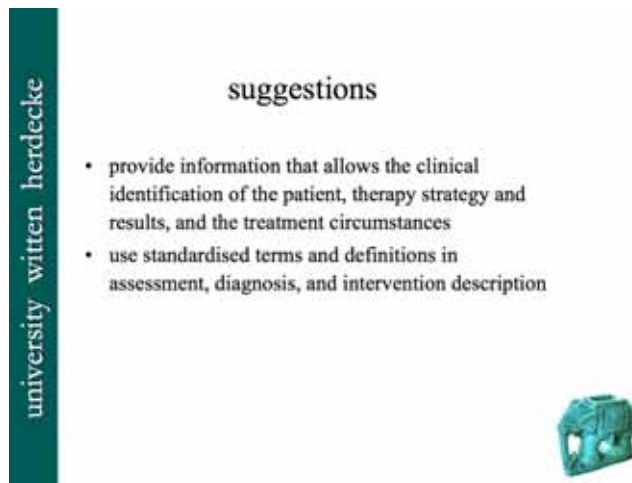 university witten herdecke
suggestions
• provide information that allows the clinical
identification of the patient, therapy strategy and
results, and the treatment circumstances
• use standardised terms and definitions in
assessment, diagnosis, and intervention description